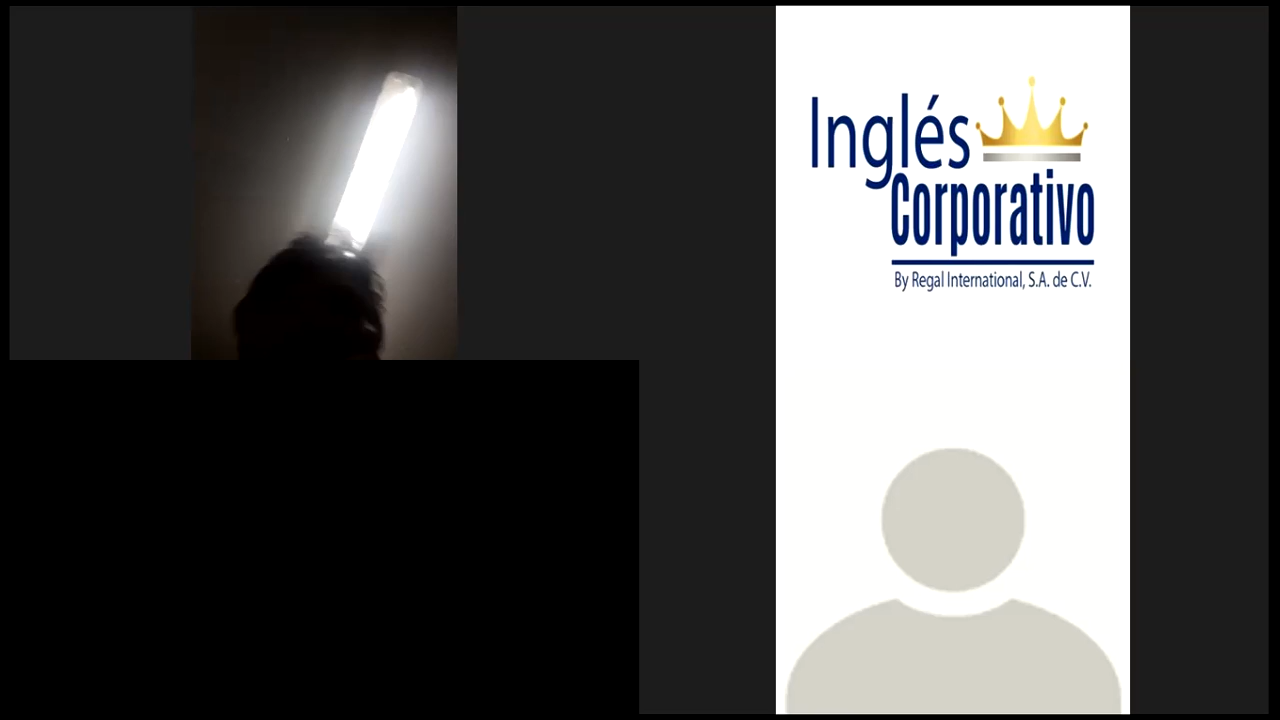 Inglés
Corporativo
By Regal International, S.A. de C.V.